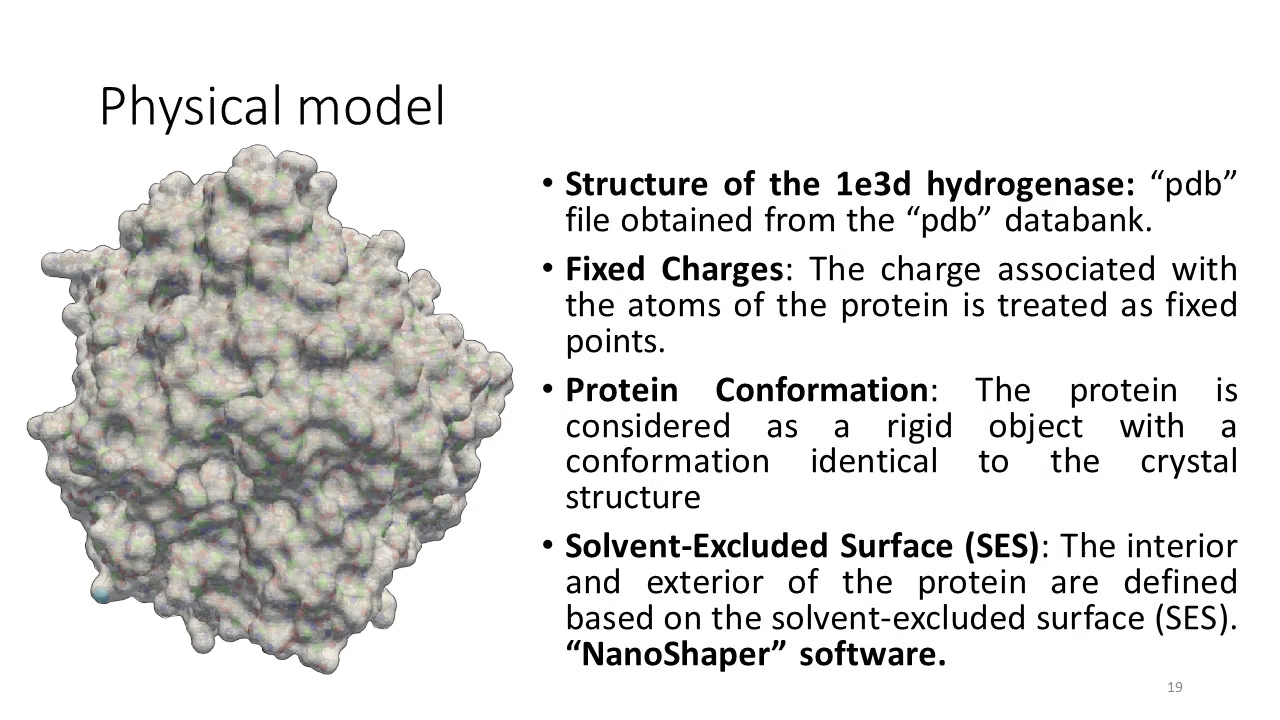 Physical model
• Structure of the 1e3d hydrogenase: “pdb”
file obtained from the “pdb” databank.
• Fixed Charges: The charge associated with
the atoms of the protein is treated as fixed
points.
• Protein Conformation: The protein is
considered as a rigid object with a
conformation identical to the crystal
structure
• Solvent-Excluded Surface (SES): The interior
and exterior of the protein are defined
based on the solvent-excluded surface (SES).
“NanoShaper” software.
19